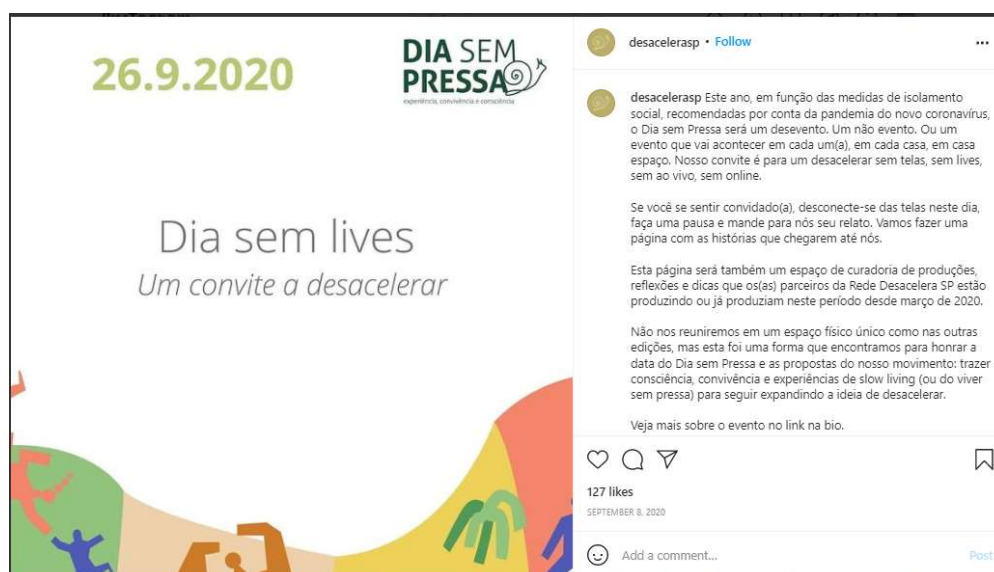 26.9.2020
DIA SEM
PRESSA
experiência, convivência e consciência
Dia sem lives
Um convite a desacelerar
desacelerasp • Follow
desacelerasp Este ano, em função das medidas de isolamento
social, recomendadas por conta da pandemia do novo coronavírus,
o Dia sem Pressa será um desevento. Um não evento. Ou um
evento que vai acontecer em cada um(a), em cada casa, em casa
espaço. Nosso convite é para um desacelerar sem telas, sem lives,
sem ao vivo, sem online.
Se você se sentir convidado(a), desconecte-se das telas neste dia,
faça uma pausa e mande para nós seu relato. Vamos fazer uma
página com as histórias que chegarem até nós.
Esta página será também um espaço de curadoria de produções,
reflexões e dicas que os(as) parceiros da Rede Desacelera SP estão
produzindo ou já produziam neste período desde março de 2020.
Não nos reuniremos em um espaço físico único como nas outras
edições, mas esta foi uma forma que encontramos para honrar a
data do Dia sem Pressa e as propostas do nosso movimento: trazer
consciência, convivência e experiências de slow living (ou do viver
sem pressa) para seguir expandindo a ideia de desacelerar.
Veja mais sobre o evento no link na bio.
127 likes
SEPTEMBER 8, 2020
Add a comment...
Post